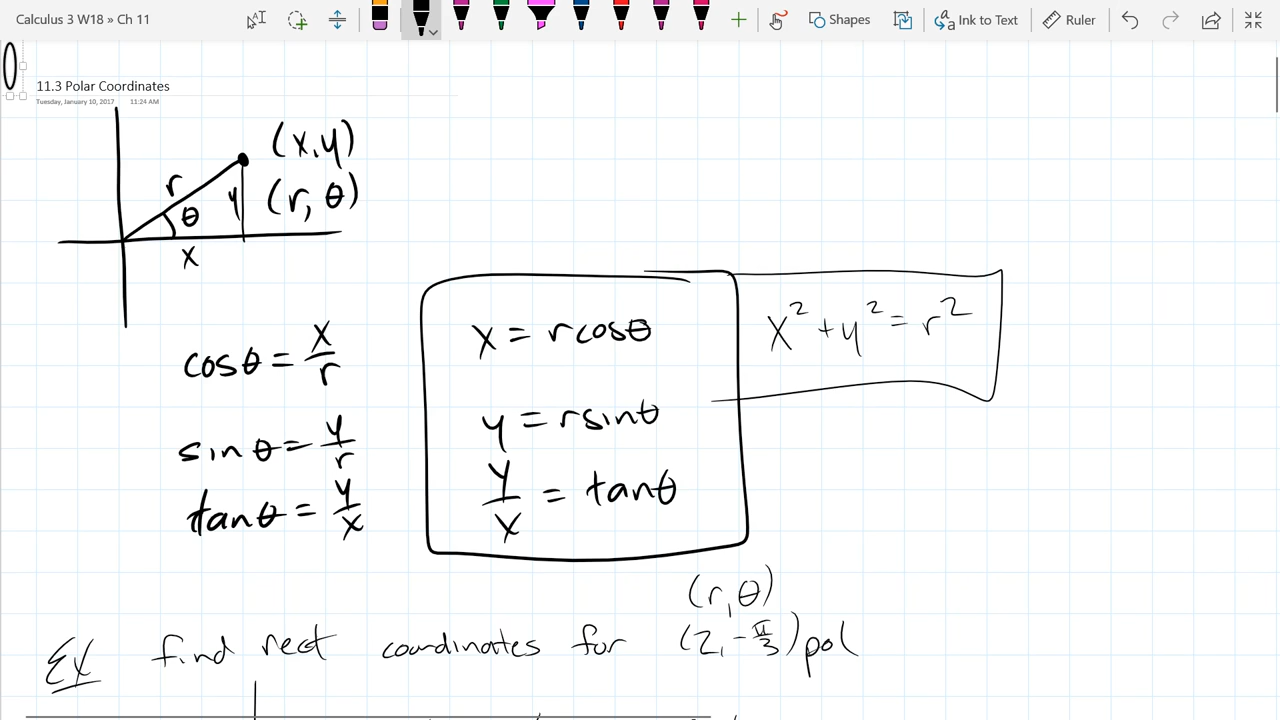 Calculus 3 W18 » Ch 11
Shapes
Ink to Text
Ruler
11.3 Polar Coordinates
Tuesday, January 10, 2017 11:24 AM
(x,y)
r
y
(r, θ)
θ
x
cosθ = x/r
sinθ = y/r
tanθ = y/x
x = rcosθ
y = rsinθ
y/x = tanθ
x² + y² = r²
(r, θ)
EX find rect coordinates for (2, -π/3) pol